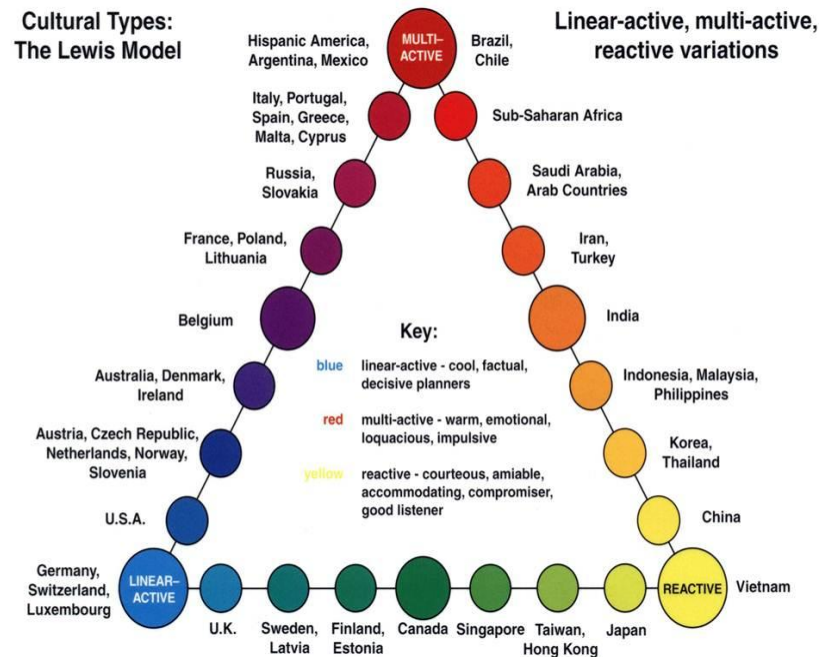 Cultural Types:
The Lewis Model
Linear-active, multi-active,
reactive variations
Hispanic America,
Argentina, Mexico
MULTI-
ACTIVE
Brazil,
Chile
Italy, Portugal,
Spain, Greece,
Malta, Cyprus
Sub-Saharan Africa
Russia,
Slovakia
Saudi Arabia,
Arab Countries
France, Poland,
Lithuania
Iran,
Turkey
Belgium
India
Key:
blue linear-active - cool, factual,
decisive planners
red multi-active - warm, emotional,
loquacious, impulsive
yellow reactive - courteous, amiable,
accommodating, compromiser,
good listener
Australia, Denmark,
Ireland
Indonesia, Malaysia,
Philippines
Austria, Czech Republic,
Netherlands, Norway,
Slovenia
Korea,
Thailand
U.S.A.
China
Germany,
Switzerland,
Luxembourg
LINEAR-
ACTIVE
REACTIVE
Vietnam
U.K.
Sweden,
Latvia
Finland,
Estonia
Canada
Singapore
Taiwan,
Hong Kong
Japan